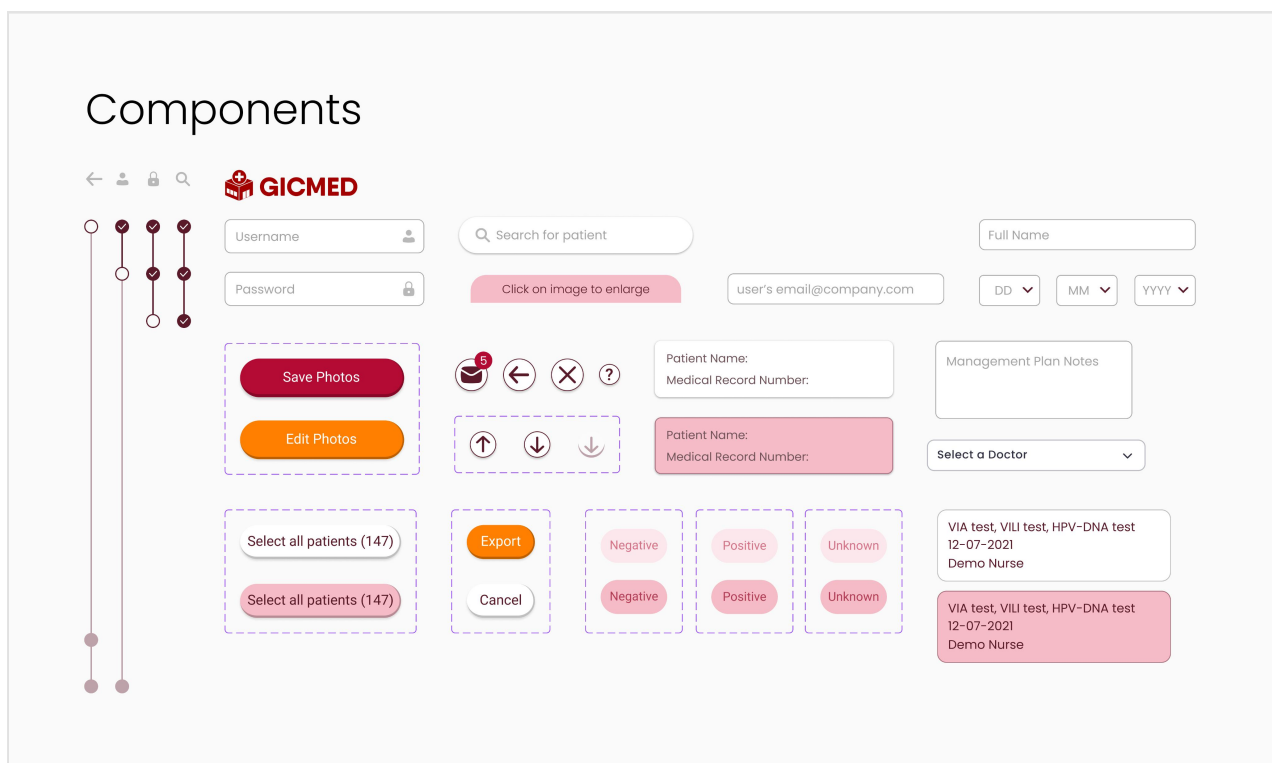 Components
GICMED
Username
Search for patient
Full Name
Password
Click on image to enlarge
user's email@company.com
DD
MM
YYYY
Save Photos
5
?
Patient Name:
Medical Record Number:
Management Plan Notes
Edit Photos
Patient Name:
Medical Record Number:
Select a Doctor
Select all patients (147)
Export
Negative
Positive
Unknown
VIA test, VILI test, HPV-DNA test
12-07-2021
Demo Nurse
Select all patients (147)
Cancel
Negative
Positive
Unknown
VIA test, VILI test, HPV-DNA test
12-07-2021
Demo Nurse